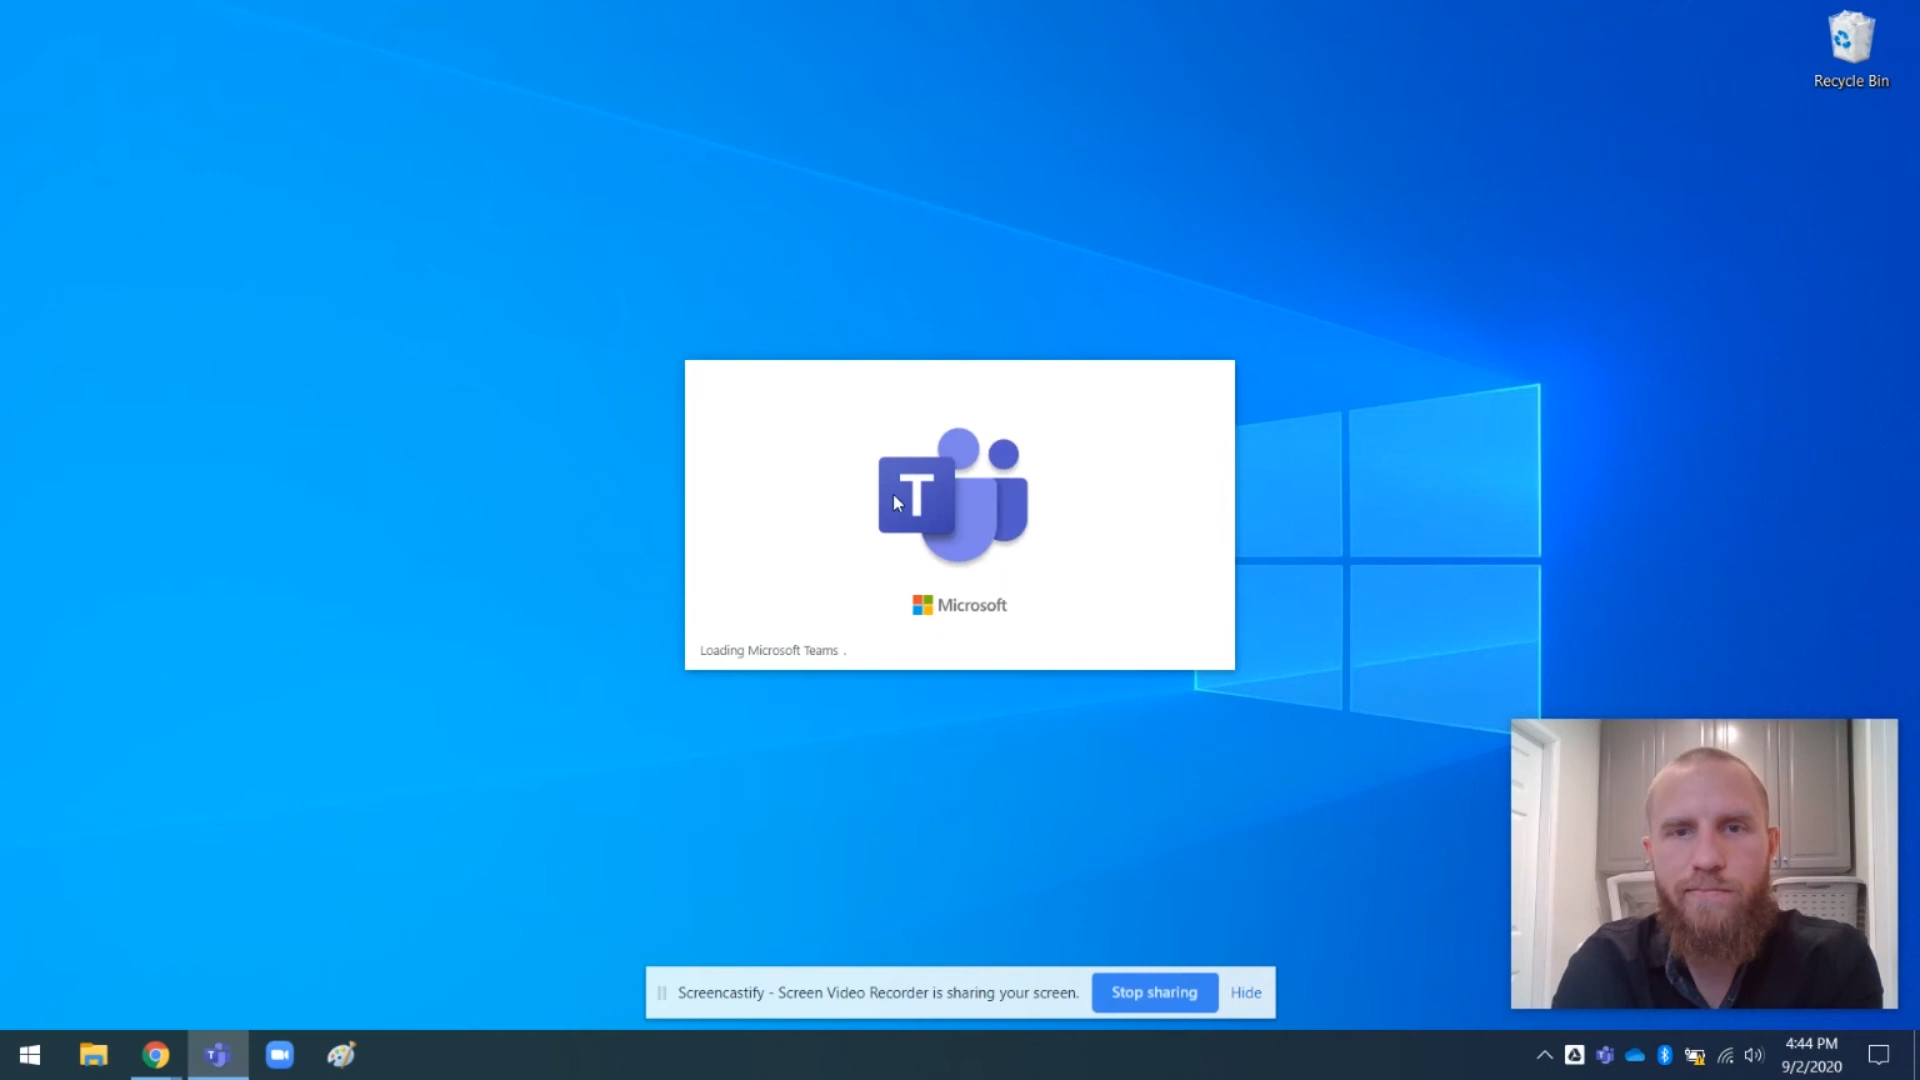 Recycle Bin
T
Microsoft
Loading Microsoft Teams .
Screencastify - Screen Video Recorder is sharing your screen.
Stop sharing
Hide
4:44 PM
9/2/2020